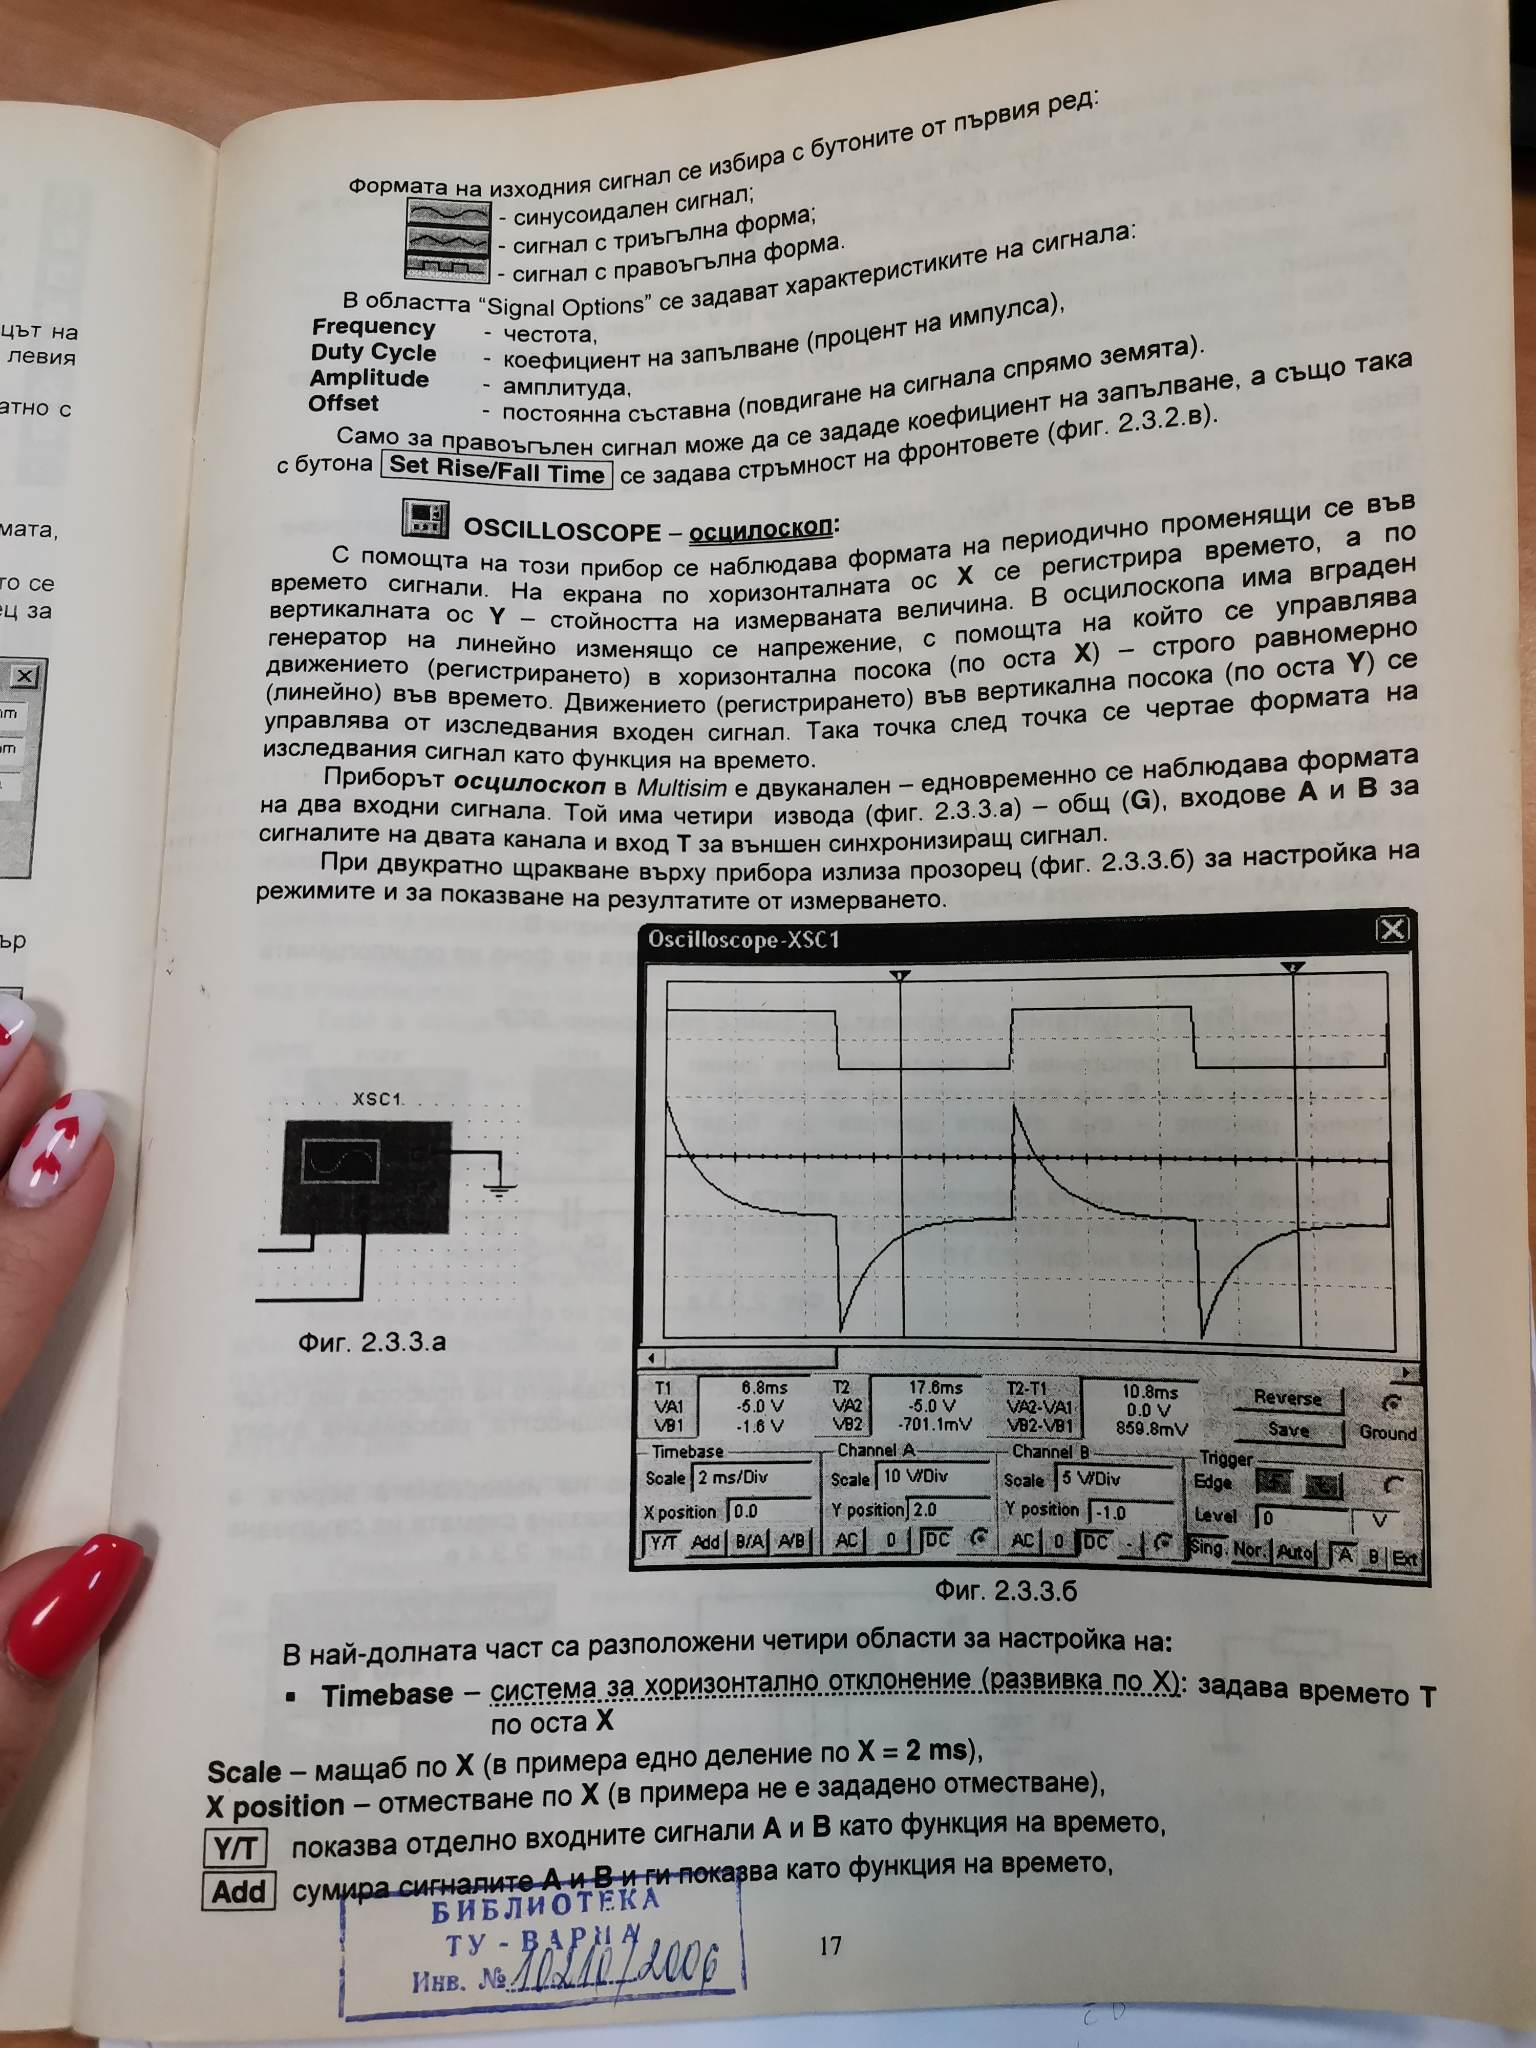 цът на
левия
атно с
мата,
то се
ец за
ър
Формата на изходния сигнал се избира с бутоните от първия ред:
- синусоидален сигнал;
- сигнал с триъгълна форма;
- сигнал с правоъгълна форма.
В областта “Signal Options” се задават характеристиките на сигнала:
Frequency - честота,
Duty Cycle - коефициент на запълване (процент на импулса),
Amplitude - амплитуда,
Offset - постоянна съставна (повдигане на сигнала спрямо земята).
Само за правоъгълен сигнал може да се зададе коефициент на запълване, а също така
с бутона Set Rise/Fall Time се задава стръмност на фронтовете (фиг. 2.3.2.в).
OSCILLOSCOPE – осцилоскоп:
С помощта на този прибор се наблюдава формата на периодично променящи се във
времето сигнали. На екрана по хоризонталната ос X се регистрира времето, а по
вертикалната ос Y – стойността на измерваната величина. В осцилоскопа има вграден
генератор на линейно изменящо се напрежение, с помощта на който се управлява
движението (регистрирането) в хоризонтална посока (по оста X) – строго равномерно
(линейно) във времето. Движението (регистрирането) във вертикална посока (по оста Y) се
управлява от изследвания входен сигнал. Така точка след точка се чертае формата на
изследвания сигнал като функция на времето.
Приборът осцилоскоп в Multisim е двуканален – едновременно се наблюдава формата
на два входни сигнала. Той има четири извода (фиг. 2.3.3.а) – общ (G), входове A и B за
сигналите на двата канала и вход T за външен синхронизиращ сигнал.
При двукратно щракване върху прибора излиза прозорец (фиг. 2.3.3.б) за настройка на
режимите и за показване на резултатите от измерването.
XSC1
Фиг. 2.3.3.а
Oscilloscope-XSC1
1 2
T1 6.8ms T2 17.6ms T2-T1 10.8ms Reverse
VA1 -5.0 V VA2 -5.0 V VA2-VA1 0.0 V
VB1 -1.6 V VB2 -701.1mV VB2-VB1 859.8mV Save Ground
Timebase Channel A Channel B Trigger
Scale 2 ms/Div Scale 10 V/Div Scale 5 V/Div Edge
X position 0.0 Y position 2.0 Y position -1.0 Level 0 V
Y/T Add B/A A/B AC 0 DC AC 0 DC - Sing. Nor. Auto A B Ext
Фиг. 2.3.3.б
В най-долната част са разположени четири области за настройка на:
▪ Timebase – система за хоризонтално отклонение (развивка по X): задава времето T
по оста X
Scale – мащаб по X (в примера едно деление по X = 2 ms),
X position – отместване по X (в примера не е зададено отместване),
Y/T показва отделно входните сигнали A и B като функция на времето,
Add сумира сигналите A и B и ги показва като функция на времето,
БИБЛИОТЕКА
ТУ - ВАРНА
Инв. № 10210/2006
17